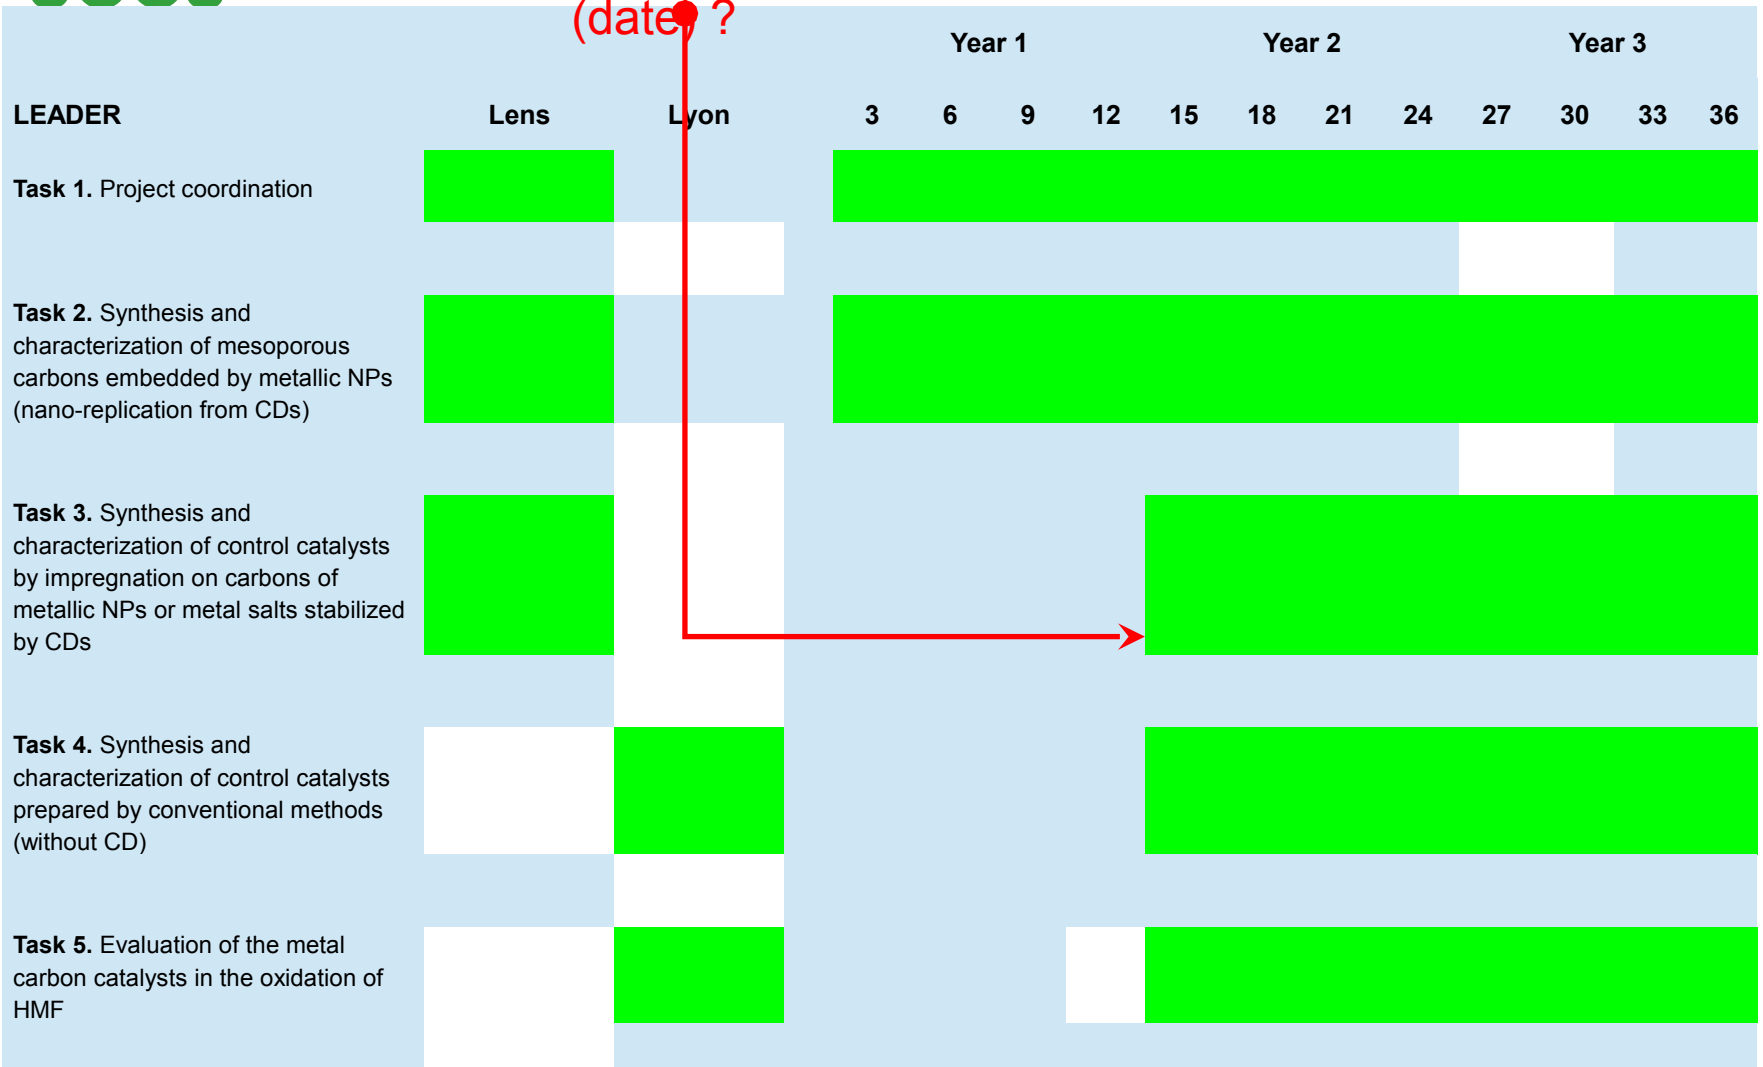 (date) ?
Year 1 Year 2 Year 3
LEADER Lens Lyon 3 6 9 12 15 18 21 24 27 30 33 36
Task 1. Project coordination
Task 2. Synthesis and
characterization of mesoporous
carbons embedded by metallic NPs
(nano-replication from CDs)
Task 3. Synthesis and
characterization of control catalysts
by impregnation on carbons of
metallic NPs or metal salts stabilized
by CDs
Task 4. Synthesis and
characterization of control catalysts
prepared by conventional methods
(without CD)
Task 5. Evaluation of the metal
carbon catalysts in the oxidation of
HMF